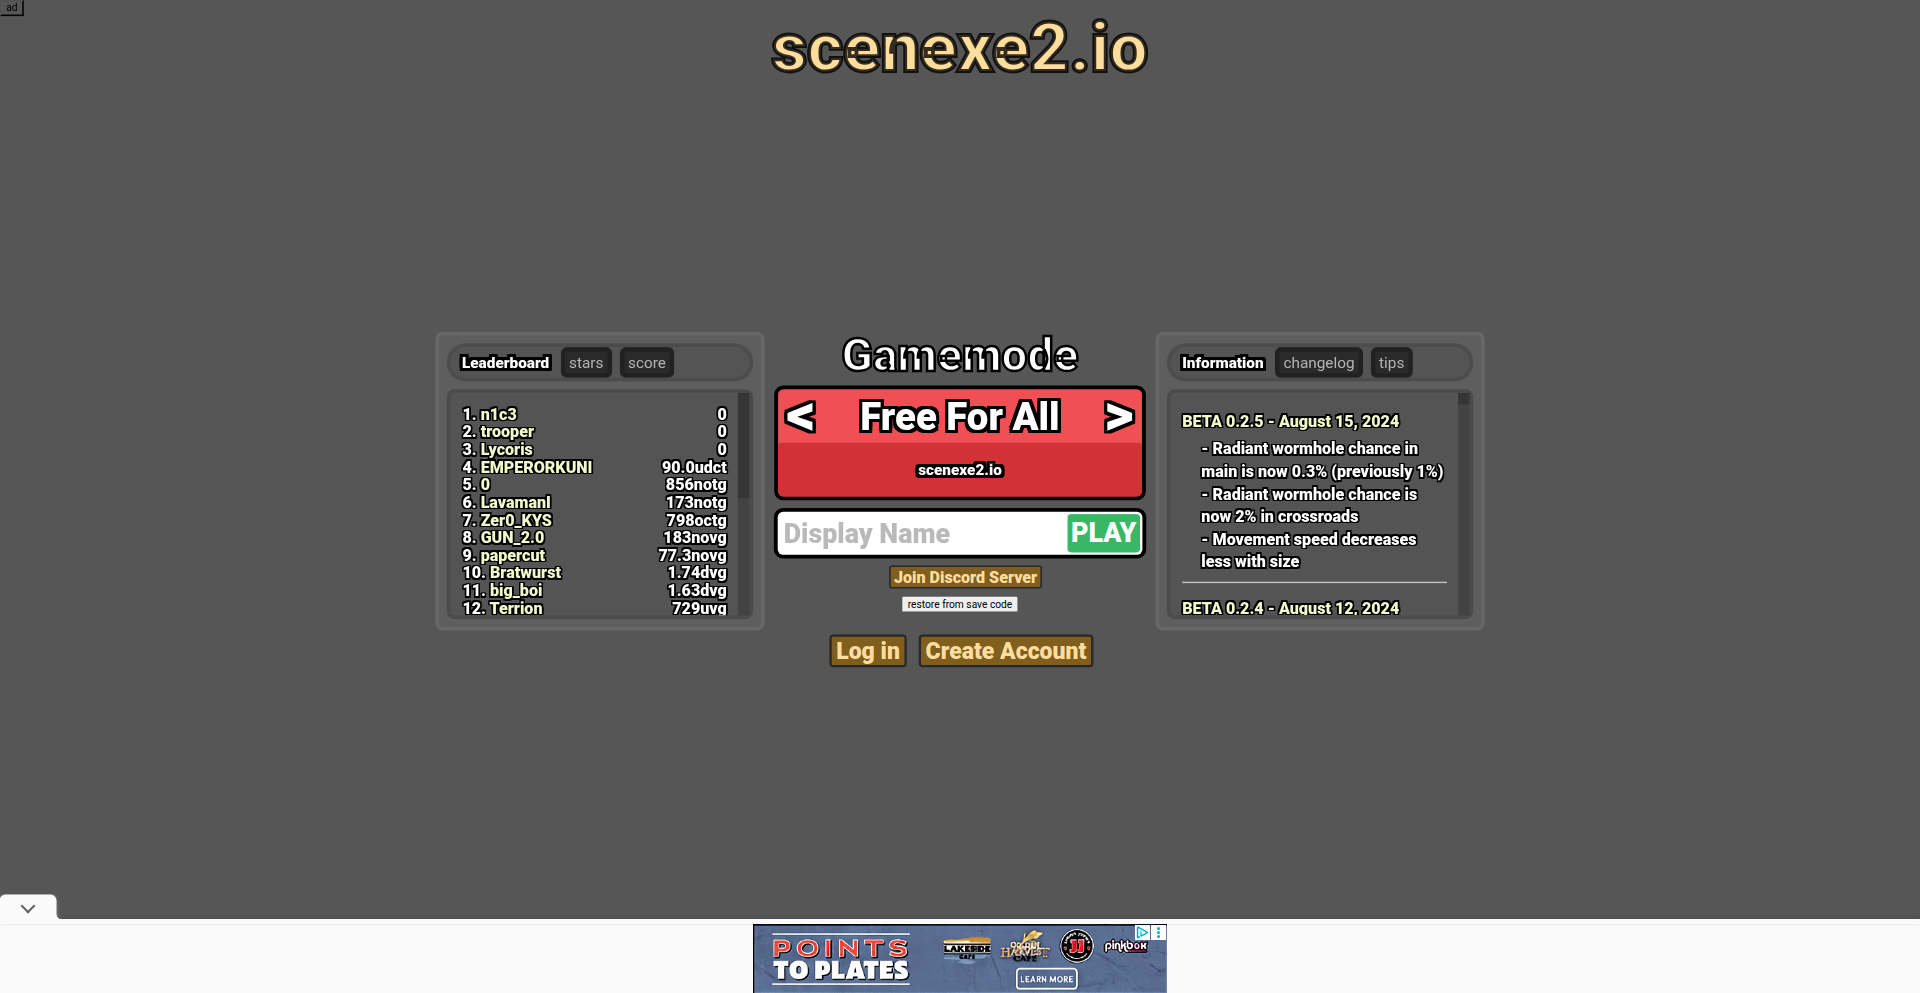 ad
scenexe2.io
Leaderboard stars score
1. n1c3 0
2. trooper 0
3. Lycoris 0
4. EMPERORKUNI 90.0udct
5. 0 856notg
6. Lavamanl 173notg
7. Zer0_KYS 798octg
8. GUN_2.0 183novg
9. papercut 77.3novg
10. Bratwurst 1.74dvg
11. big_boi 1.63dvg
12. Terrion 729uvg
Gamemode
< Free For All >
scenexe2.io
Display Name PLAY
Join Discord Server
restore from save code
Log in Create Account
Information changelog tips
BETA 0.2.5 - August 15, 2024
- Radiant wormhole chance in
main is now 0.3% (previously 1%)
- Radiant wormhole chance is
now 2% in crossroads
- Movement speed decreases
less with size
BETA 0.2.4 - August 12, 2024
POINTS
TO PLATES
LAKESIDE
CAFE
HARVEST
CAFE
JJ
pinkbox
LEARN MORE